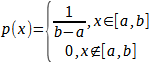 p(x)={ 1/(b−a), x∈[a,b]
0, x∉[a,b]